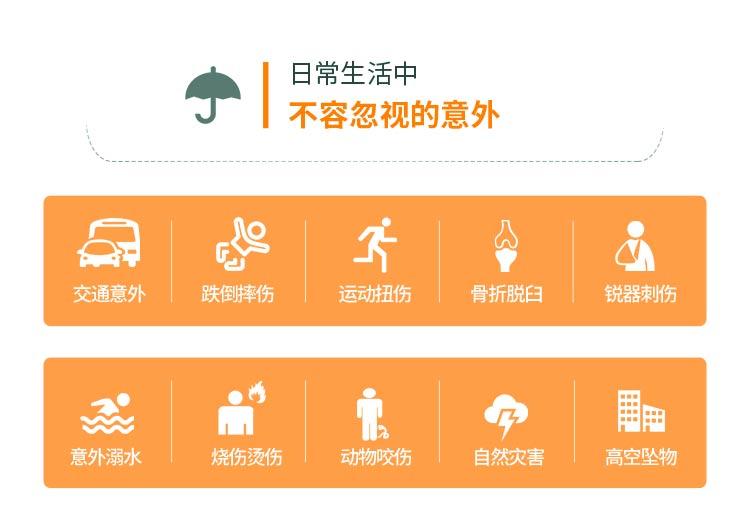 日常生活中
不容忽视的意外
交通意外
跌倒摔伤
运动扭伤
骨折脱臼
锐器刺伤
意外溺水
烧伤烫伤
动物咬伤
自然灾害
高空坠物